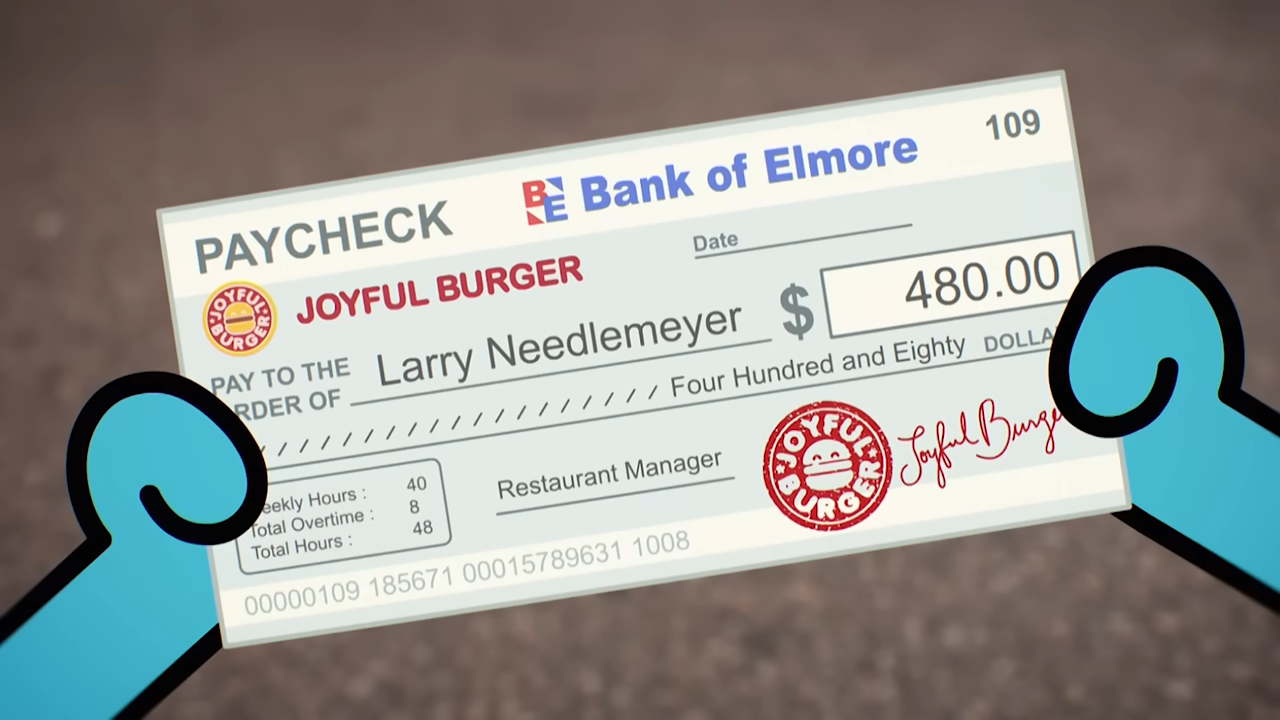 109
BE Bank of Elmore
PAYCHECK
Date
JOYFUL BURGER
JOYFUL BURGER
$ 480.00
PAY TO THE
RDER OF
Larry Needlemeyer
//////////////// Four Hundred and Eighty DOLLA
eekly Hours : 40
Total Overtime : 8
Total Hours : 48
Restaurant Manager
JOYFUL BURGER
Joyful Burge
00000109 185671 00015789631 1008